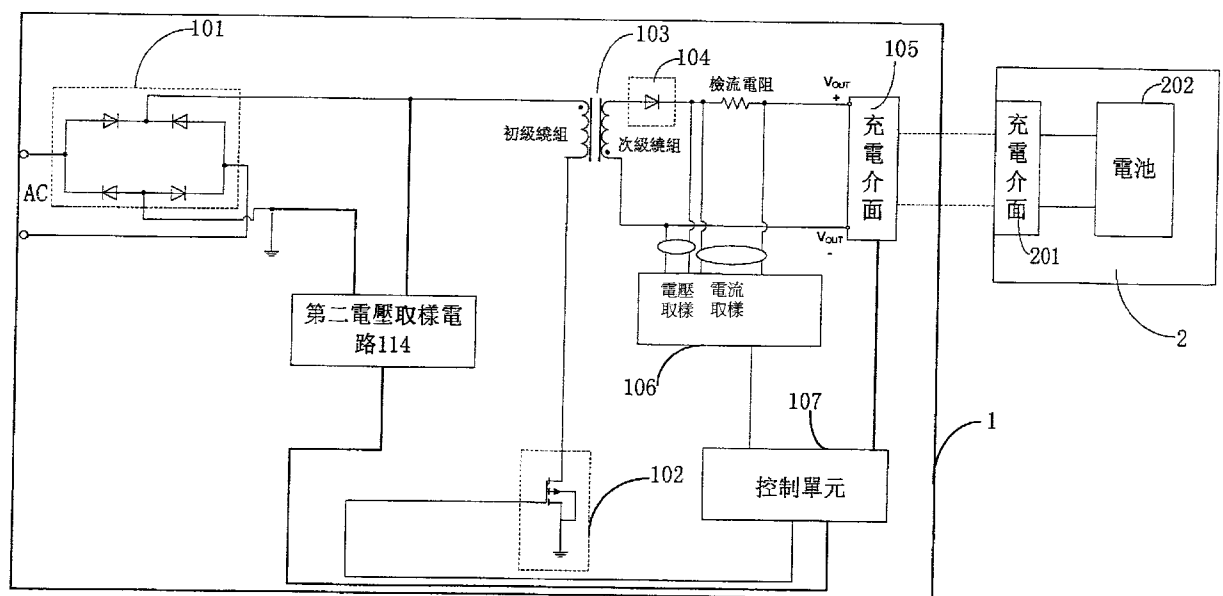 101
103
104
105
檢流電阻
VOUT
+
202
初級繞組
次級繞組
充電介面
充電介面
電池
AC
201
VOUT
-
電壓取樣
電流取樣
第二電壓取樣電
路114
2
106
107
1
102
控制單元